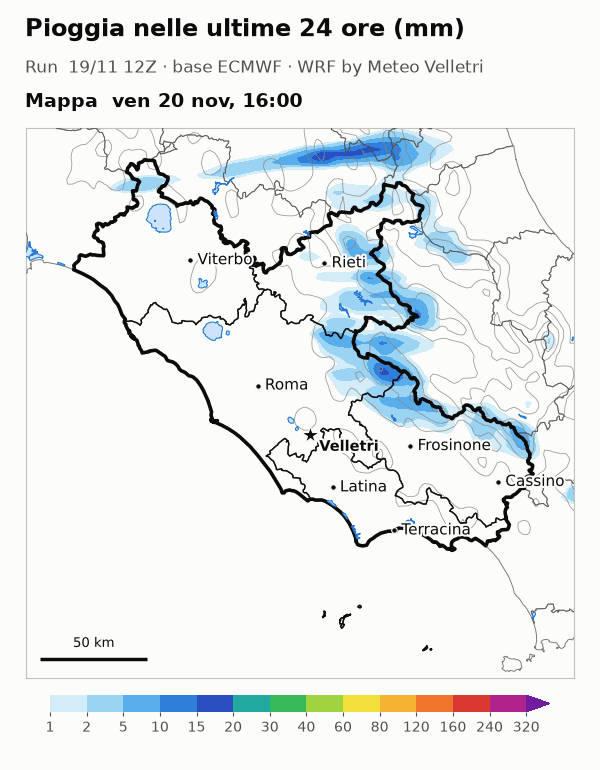 Pioggia nelle ultime 24 ore (mm)
Run  19/11 12Z · base ECMWF · WRF by Meteo Velletri
Mappa  ven 20 nov, 16:00
Viterbo
Rieti
Roma
Velletri
Frosinone
Latina
Cassino
Terracina
50 km
1 2 5 10 15 20 30 40 60 80 120 160 240 320